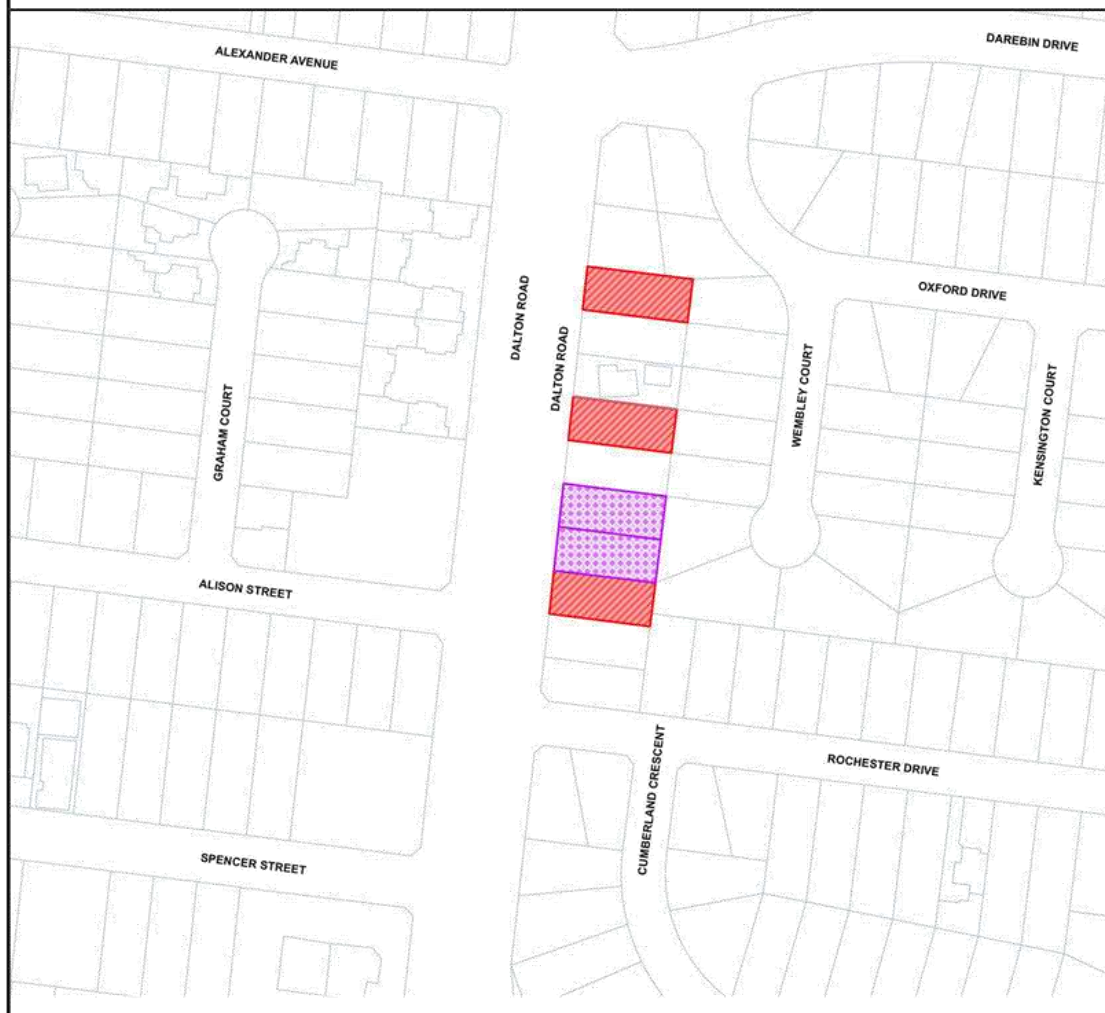 ALEXANDER AVENUE
DAREBIN DRIVE
OXFORD DRIVE
DALTON ROAD
DALTON ROAD
WEMBLEY COURT
KENSINGTON COURT
GRAHAM COURT
ALISON STREET
CUMBERLAND CRESCENT
ROCHESTER DRIVE
SPENCER STREET